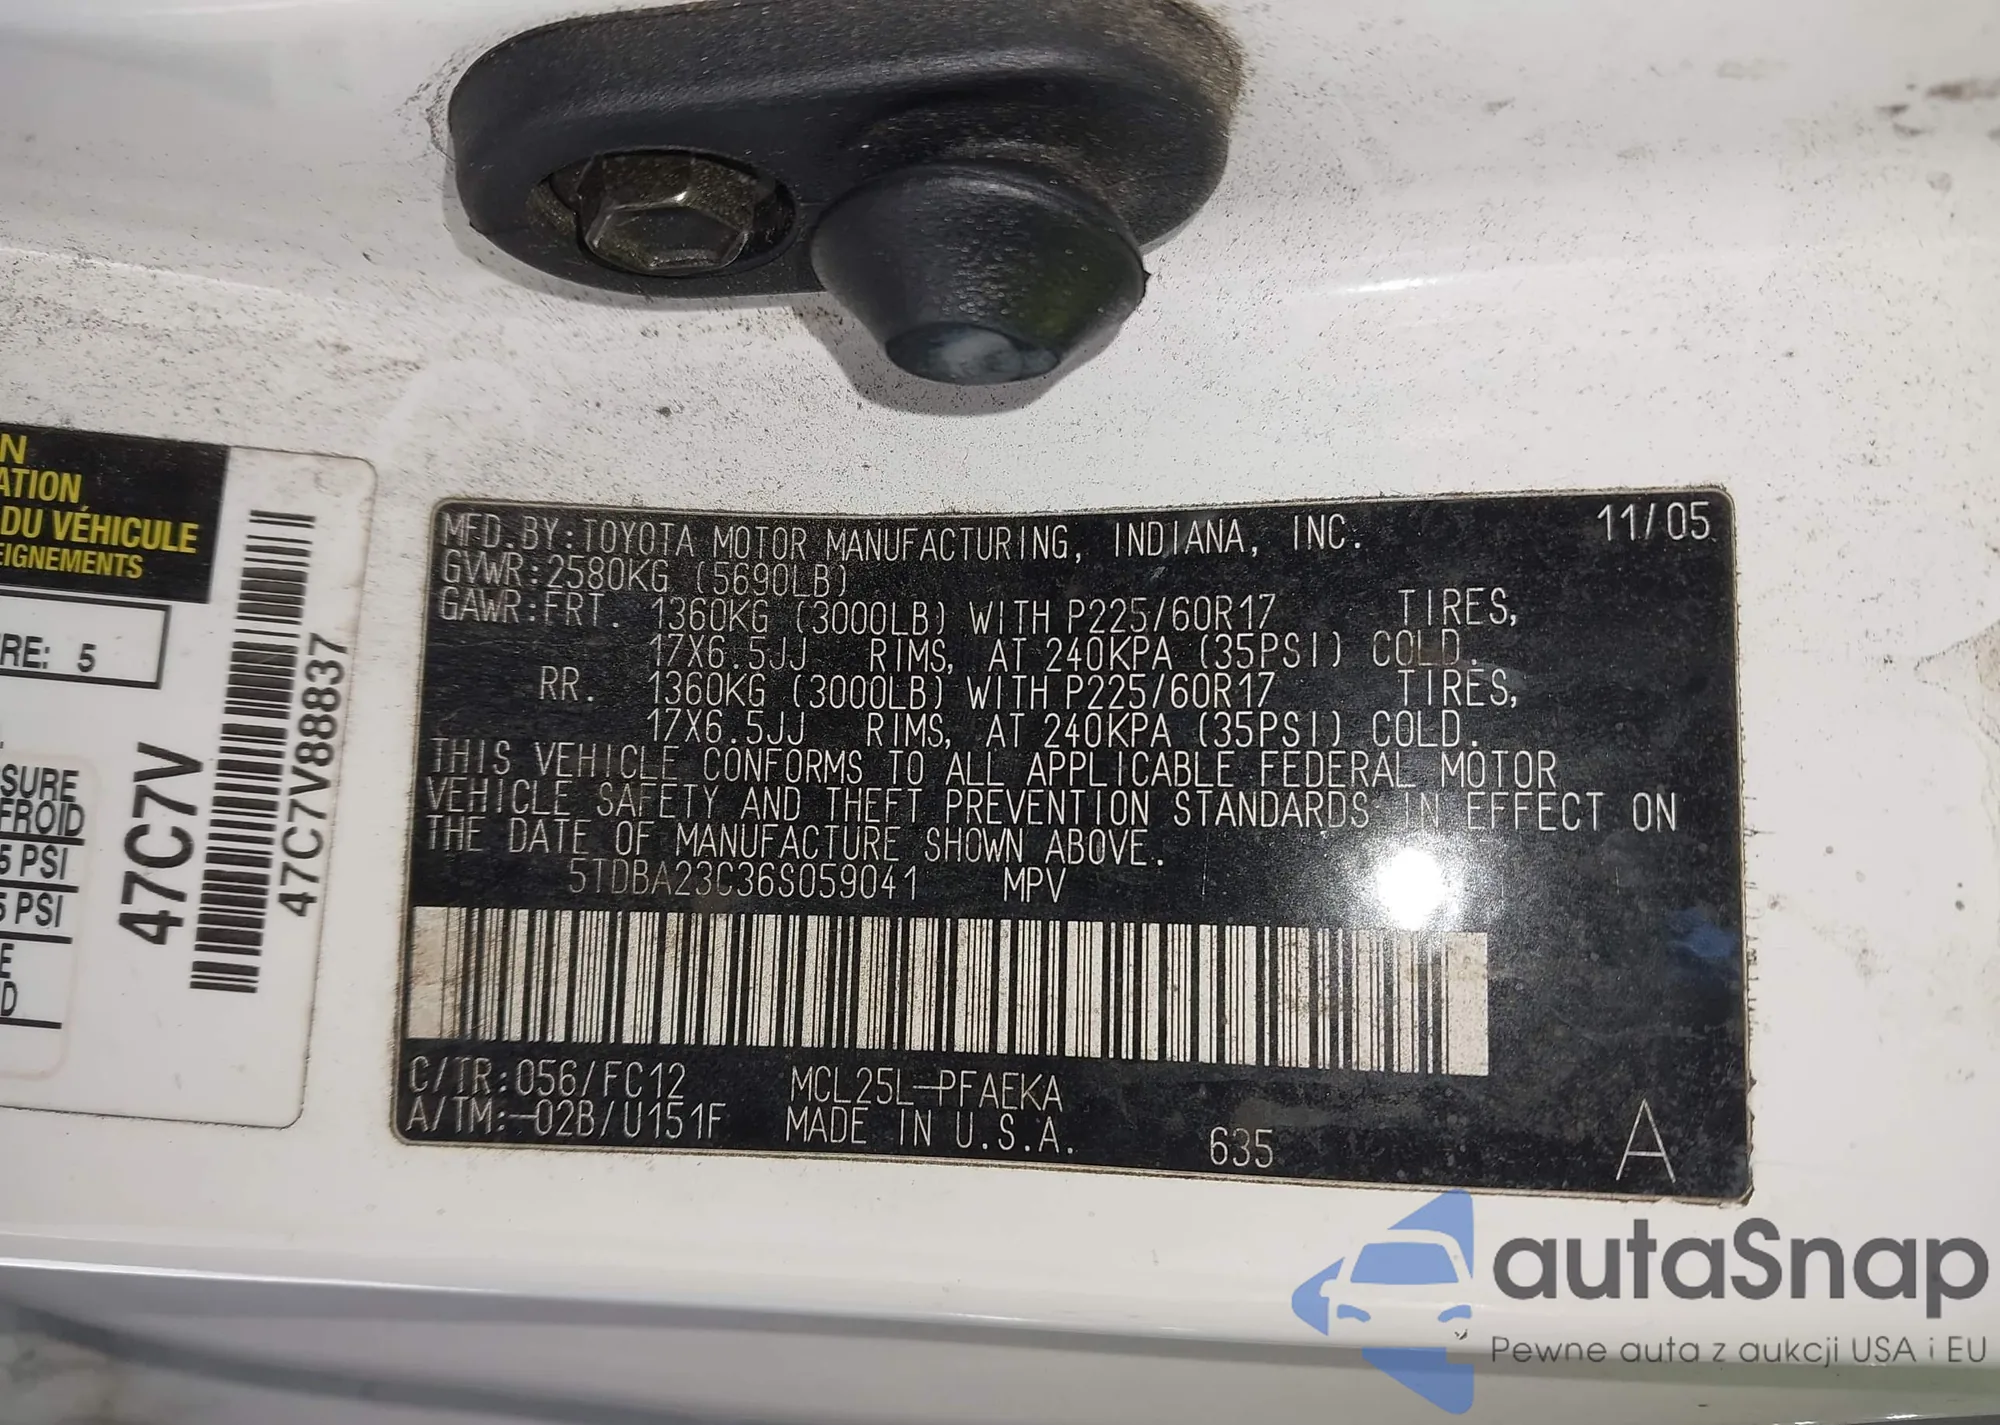 N
ATION
DU VÉHICULE
EIGNEMENTS
RE: 5
SURE
FROID
5 PSI
5 PSI
E
D
47C7V
47C7V88837
MFD.BY:TOYOTA MOTOR MANUFACTURING, INDIANA, INC. 11/05
GVWR:2580KG (5690LB)
GAWR:FRT. 1360KG (3000LB) WITH P225/60R17 TIRES,
17X6.5JJ RIMS, AT 240KPA (35PSI) COLD.
RR. 1360KG (3000LB) WITH P225/60R17 TIRES,
17X6.5JJ RIMS, AT 240KPA (35PSI) COLD.
THIS VEHICLE CONFORMS TO ALL APPLICABLE FEDERAL MOTOR
VEHICLE SAFETY AND THEFT PREVENTION STANDARDS IN EFFECT ON
THE DATE OF MANUFACTURE SHOWN ABOVE.
5TDBA23C36S059041 MPV
C/TR:056/FC12 MCL25L-PFAEKA
A/TM:-02B/U151F MADE IN U.S.A. 635 A
autaSnap
Pewne auta z aukcji USA i EU